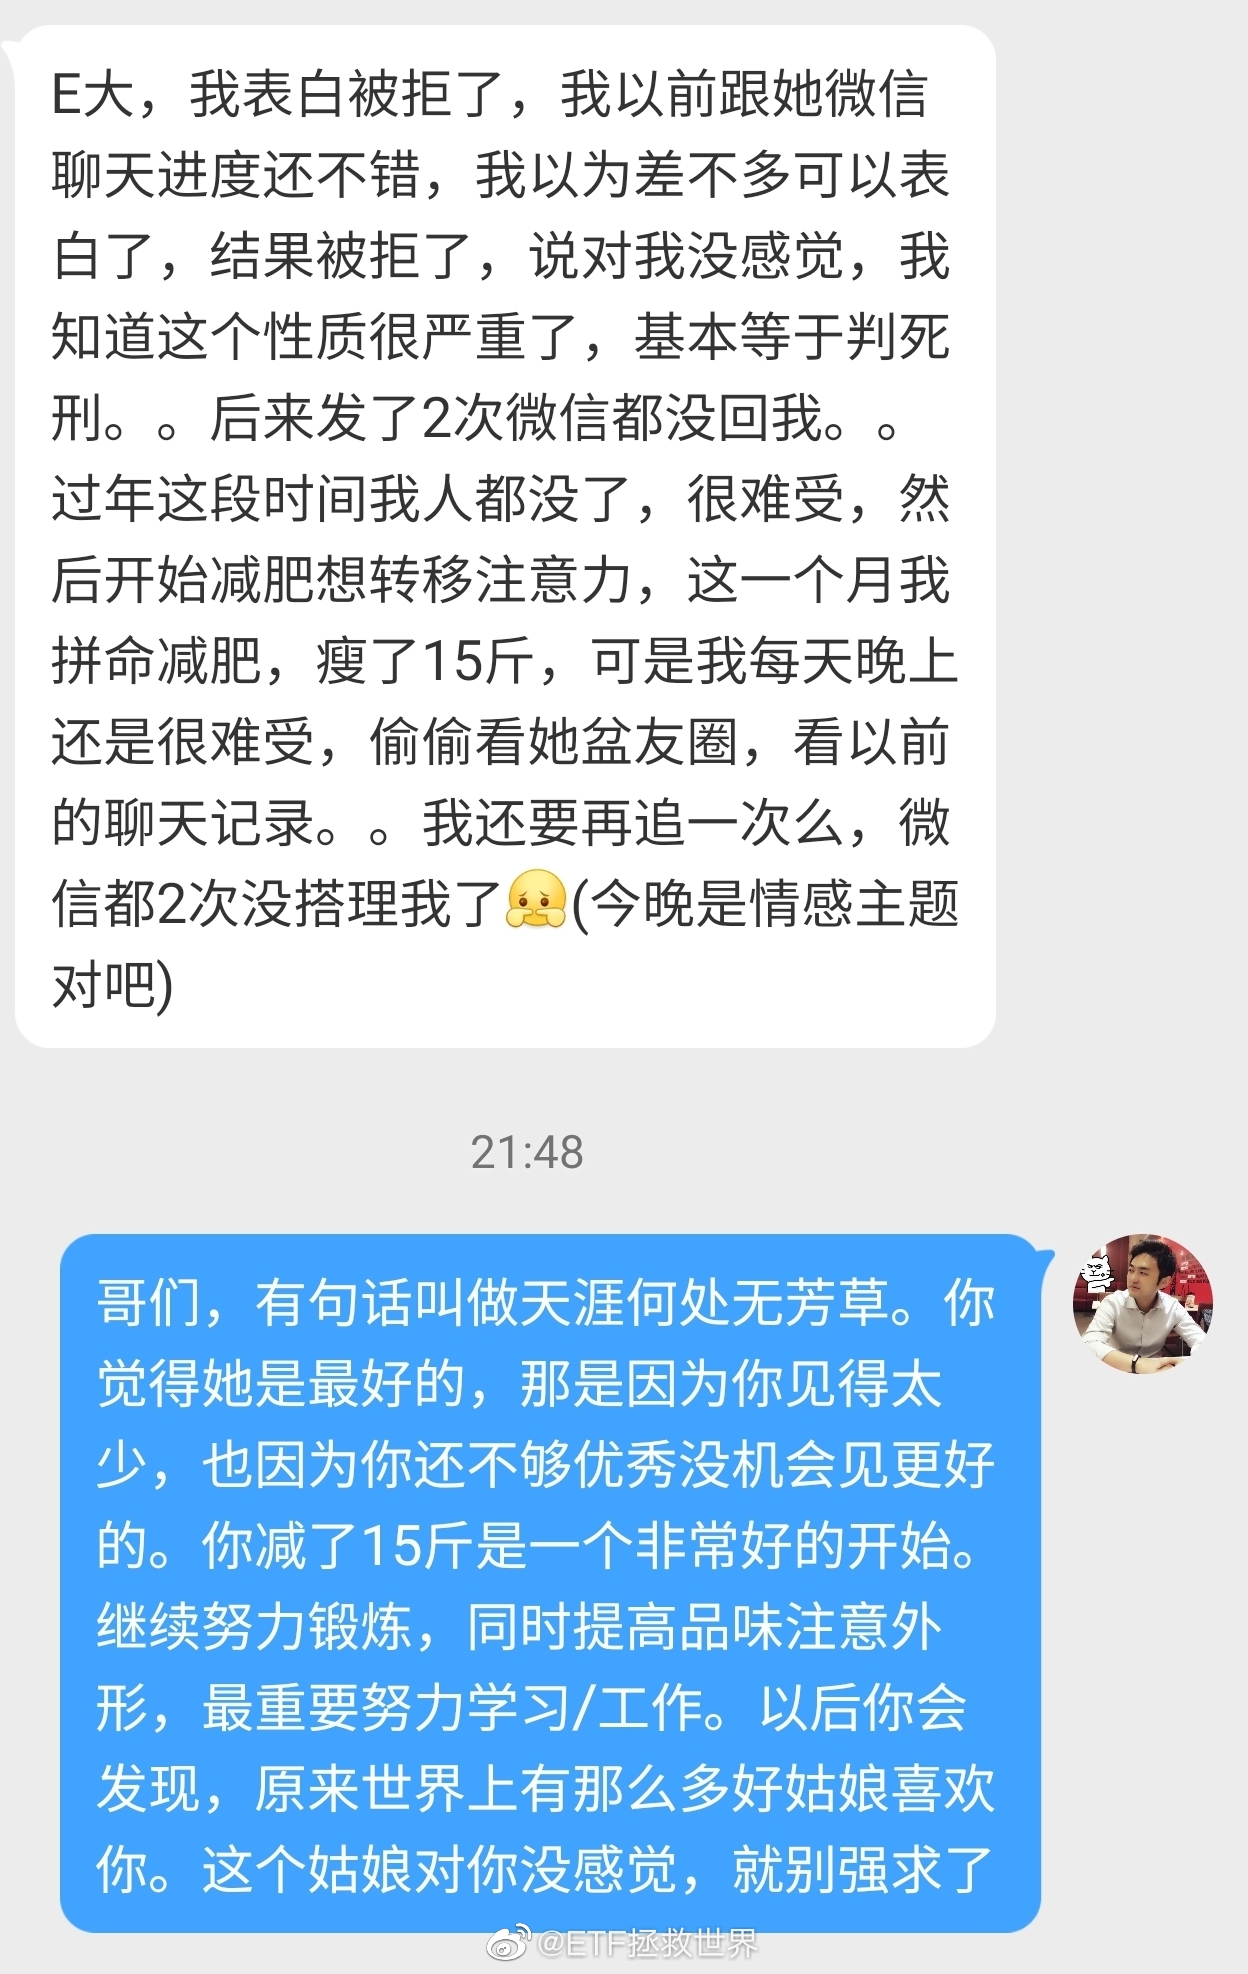 E大，我表白被拒了，我以前跟她微信
聊天进度还不错，我以为差不多可以表
白了，结果被拒了，说对我没感觉，我
知道这个性质很严重了，基本等于判死
刑。。后来发了2次微信都没回我。。
过年这段时间我人都没了，很难受，然
后开始减肥想转移注意力，这一个月我
拼命减肥，瘦了15斤，可是我每天晚上
还是很难受，偷偷看她盆友圈，看以前
的聊天记录。。我还要再追一次么，微
信都2次没搭理我了(今晚是情感主题
对吧)
21:48
哥们，有句话叫做天涯何处无芳草。你
觉得她是最好的，那是因为你见得太
少，也因为你还不够优秀没机会见更好
的。你减了15斤是一个非常好的开始。
继续努力锻炼，同时提高品味注意外
形，最重要努力学习/工作。以后你会
发现，原来世界上有那么多好姑娘喜欢
你。这个姑娘对你没感觉，就别强求了
@ETF拯救世界